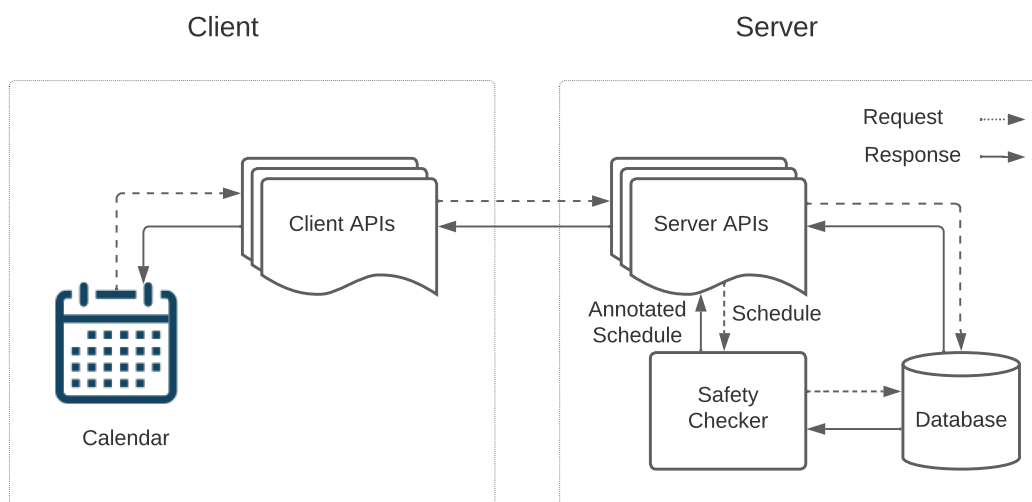 Client
Server
Request
Response
Client APIs
Server APIs
Annotated
Schedule
Schedule
Safety
Checker
Database
Calendar